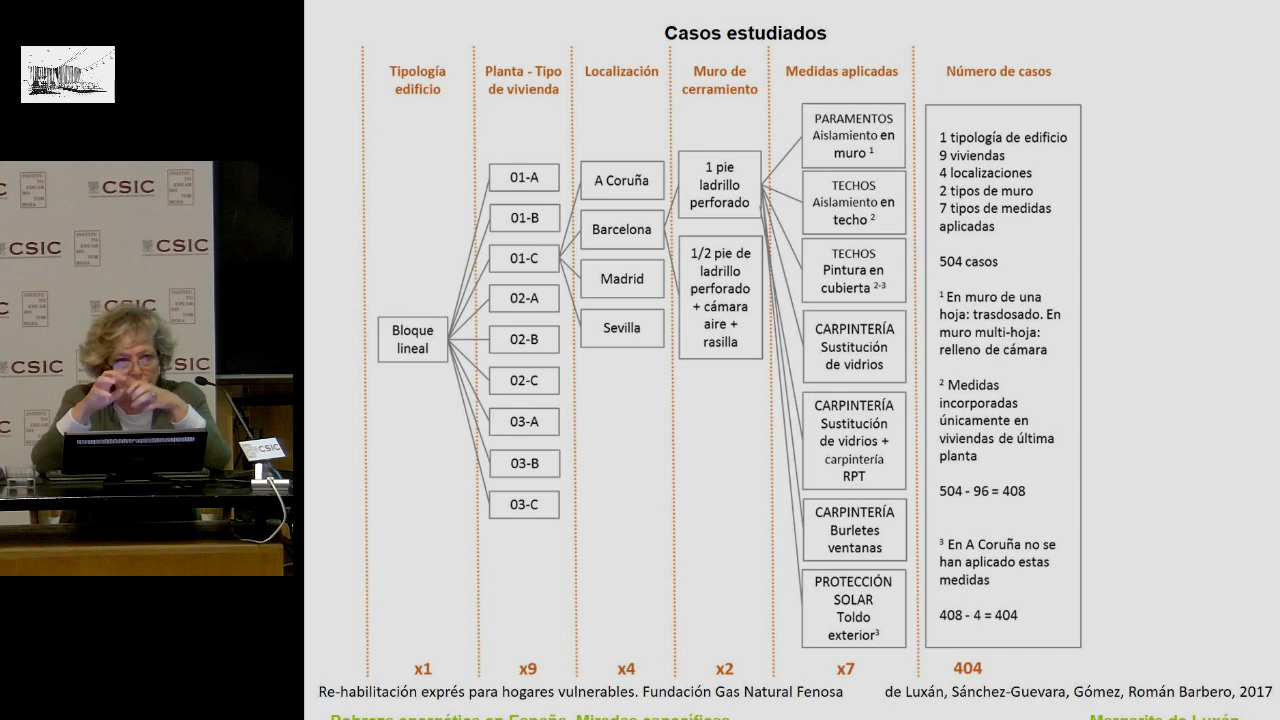 Casos estudiados
Tipología
edificio
Planta - Tipo
de vivienda
Localización
Muro de
cerramiento
Medidas aplicadas
Número de casos
Bloque
lineal
01-A
01-B
01-C
02-A
02-B
02-C
03-A
03-B
03-C
A Coruña
Barcelona
Madrid
Sevilla
1 pie
ladrillo
perforado
1/2 pie de
ladrillo
perforado
+ cámara
aire +
rasilla
PARAMENTOS
Aislamiento en
muro ¹
TECHOS
Aislamiento en
techo ²
TECHOS
Pintura en
cubierta ²⁻³
CARPINTERÍA
Sustitución
de vidrios
CARPINTERÍA
Sustitución
de vidrios +
carpintería
RPT
CARPINTERÍA
Burletes
ventanas
PROTECCIÓN
SOLAR
Toldo
exterior³
1 tipología de edificio
9 viviendas
4 localizaciones
2 tipos de muro
7 tipos de medidas
aplicadas
504 casos
¹ En muro de una
hoja: trasdosado. En
muro multi-hoja:
relleno de cámara
² Medidas
incorporadas
únicamente en
viviendas de última
planta
504 - 96 = 408
³ En A Coruña no se
han aplicado estas
medidas
408 - 4 = 404
x1
x9
x4
x2
x7
404
Re-habilitación exprés para hogares vulnerables. Fundación Gas Natural Fenosa
de Luxán, Sánchez-Guevara, Gómez, Román Barbero, 2017
Pobreza energética en España. Miradas específicas
Margarita de Luxán
CSIC
CSIC
CSIC
CSIC
CSIC
CSIC
CSIC
CSIC